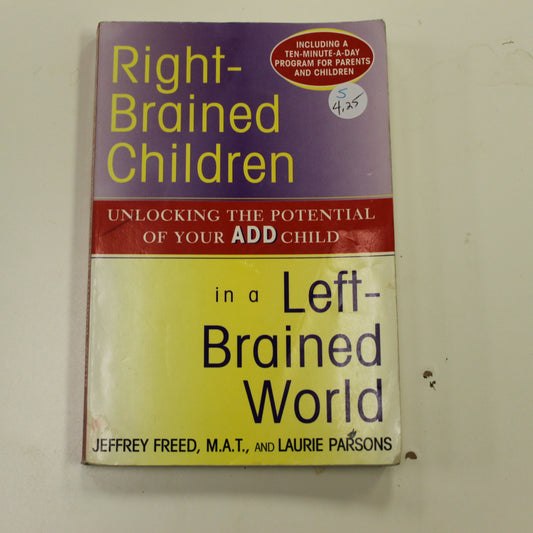 Right-
Brained
Children
INCLUDING A
TEN-MINUTE-A-DAY
PROGRAM FOR PARENTS
AND CHILDREN
S
4.25
UNLOCKING THE POTENTIAL
OF YOUR ADD CHILD
in a Left-
Brained
World
JEFFREY FREED, M.A.T., AND LAURIE PARSONS